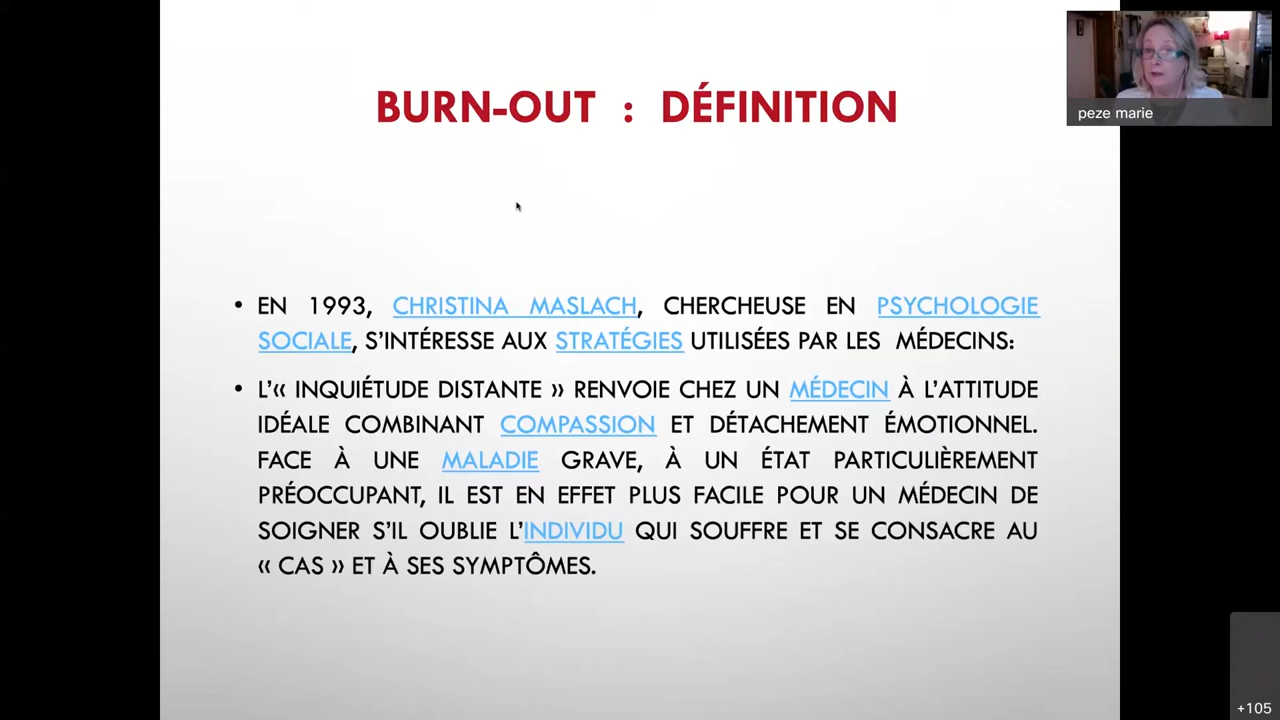 BURN-OUT : DÉFINITION
peze marie
• EN 1993, CHRISTINA MASLACH, CHERCHEUSE EN PSYCHOLOGIE
SOCIALE, S'INTÉRESSE AUX STRATÉGIES UTILISÉES PAR LES MÉDECINS:
• L'« INQUIÉTUDE DISTANTE » RENVOIE CHEZ UN MÉDECIN À L'ATTITUDE
IDÉALE COMBINANT COMPASSION ET DÉTACHEMENT ÉMOTIONNEL.
FACE À UNE MALADIE GRAVE, À UN ÉTAT PARTICULIÈREMENT
PRÉOCCUPANT, IL EST EN EFFET PLUS FACILE POUR UN MÉDECIN DE
SOIGNER S'IL OUBLIE L'INDIVIDU QUI SOUFFRE ET SE CONSACRE AU
« CAS » ET À SES SYMPTÔMES.
+105